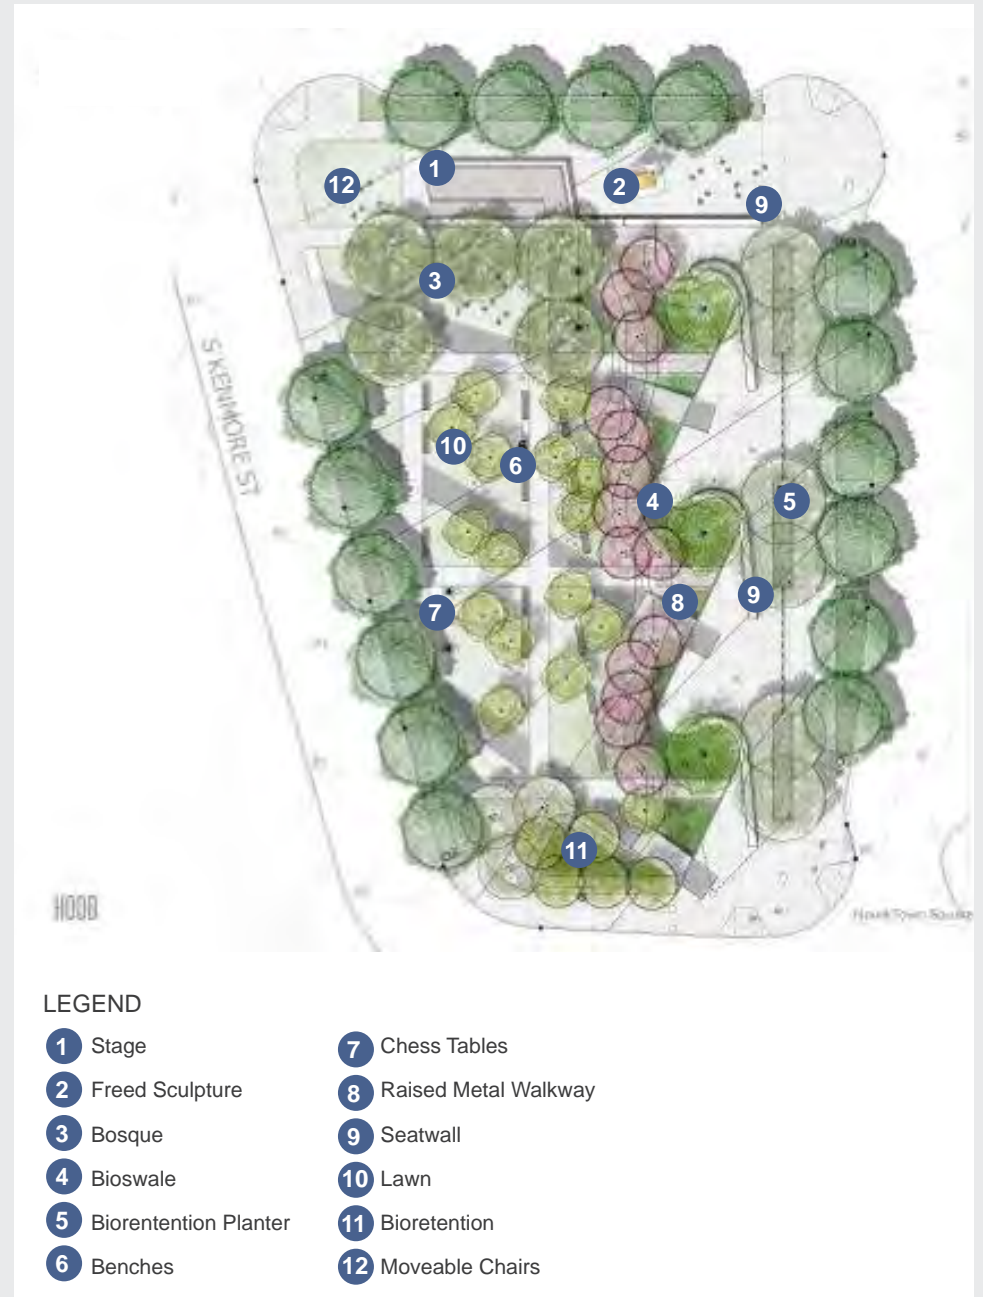 1
2
12
9
3
S KENMORE ST
10
6
4
5
7
8
9
11
HOOD
Town Square
LEGEND
1 Stage
2 Freed Sculpture
3 Bosque
4 Bioswale
5 Biorentention Planter
6 Benches
7 Chess Tables
8 Raised Metal Walkway
9 Seatwall
10 Lawn
11 Bioretention
12 Moveable Chairs